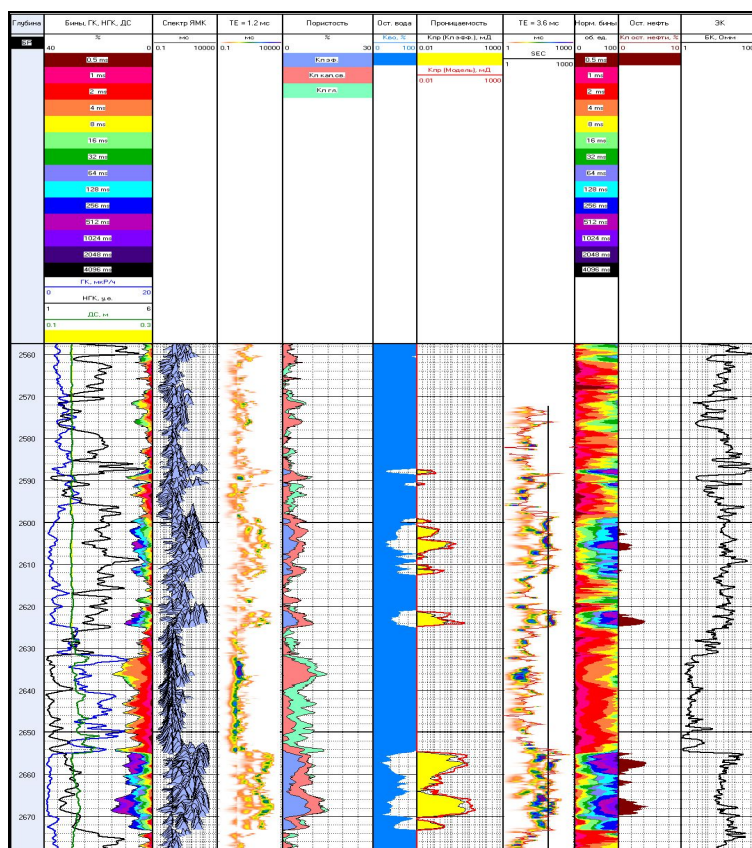 Глубина
Бины, ГК, НГК, ДС
Спектр ЯМК
TE = 1.2 мс
Пористость
Ост. вода
Проницаемость
TE = 3.6 мс
Норм. бины
Ост. нефть
ЭК
%
мс
мс
%
Кво, %
Кпр (Кп эфф.), мД
мс
об. ед.
Кп ост. нефти, %
БК, Омм
40 0
0.1 10000
0.1 10000
0 30
0 100
0.01 1000
1 1000
0 100
0 10
SEC
1 1000
Кпр (Модель), мД
0.01 1000
Кп эф.
Кп кап.св.
Кп гл.
0.5 ms
1 ms
2 ms
4 ms
8 ms
16 ms
32 ms
64 ms
128 ms
256 ms
512 ms
1024 ms
2048 ms
4096 ms
0.5 ms
1 ms
2 ms
4 ms
8 ms
16 ms
32 ms
64 ms
128 ms
256 ms
512 ms
1024 ms
2048 ms
4096 ms
ГК, мкР/ч
0 20
НГК, у.е.
1 6
ДС, м
0.1 0.3
2560
2570
2580
2590
2600
2610
2620
2630
2640
2650
2660
2670